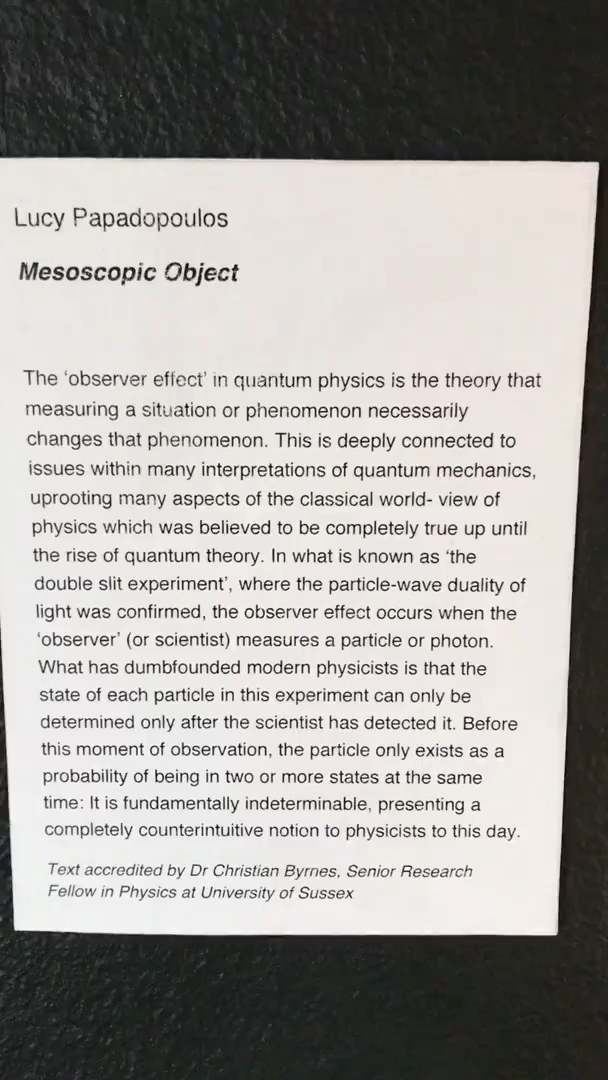 Lucy Papadopoulos
Mesoscopic Object
The ‘observer effect’ in quantum physics is the theory that
measuring a situation or phenomenon necessarily
changes that phenomenon. This is deeply connected to
issues within many interpretations of quantum mechanics,
uprooting many aspects of the classical world- view of
physics which was believed to be completely true up until
the rise of quantum theory. In what is known as ‘the
double slit experiment’, where the particle-wave duality of
light was confirmed, the observer effect occurs when the
‘observer’ (or scientist) measures a particle or photon.
What has dumbfounded modern physicists is that the
state of each particle in this experiment can only be
determined only after the scientist has detected it. Before
this moment of observation, the particle only exists as a
probability of being in two or more states at the same
time: It is fundamentally indeterminable, presenting a
completely counterintuitive notion to physicists to this day.
Text accredited by Dr Christian Byrnes, Senior Research
Fellow in Physics at University of Sussex